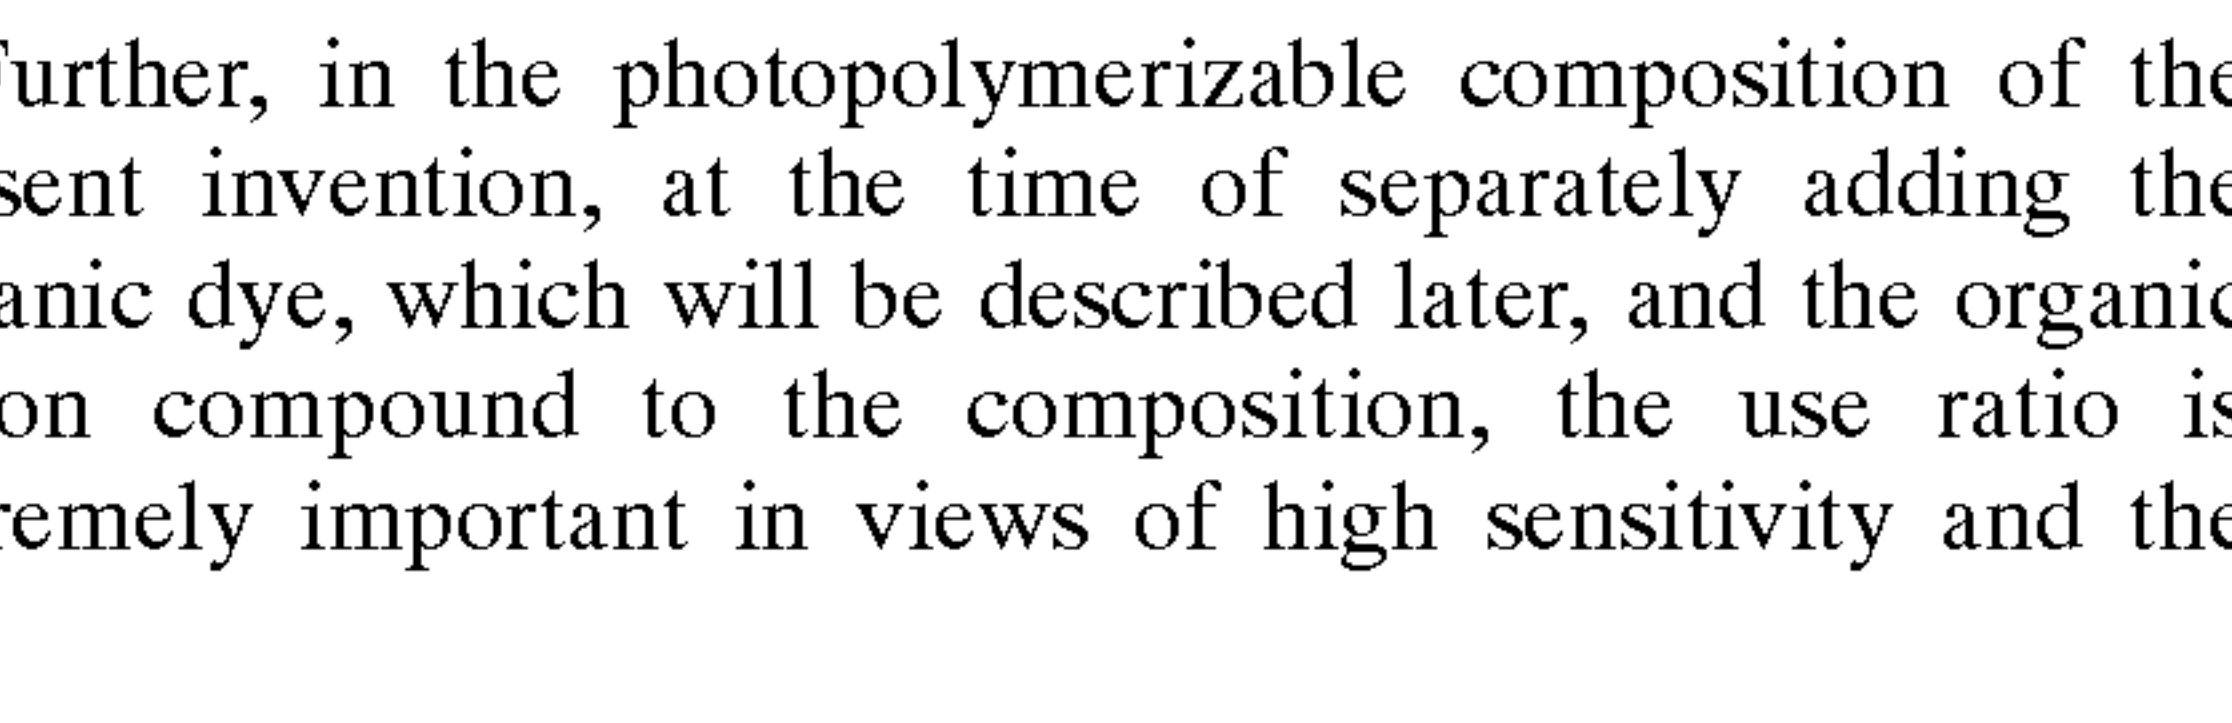 Further, in the photopolymerizable composition of the
sent invention, at the time of separately adding the
anic dye, which will be described later, and the organic
on compound to the composition, the use ratio is
remely important in views of high sensitivity and the